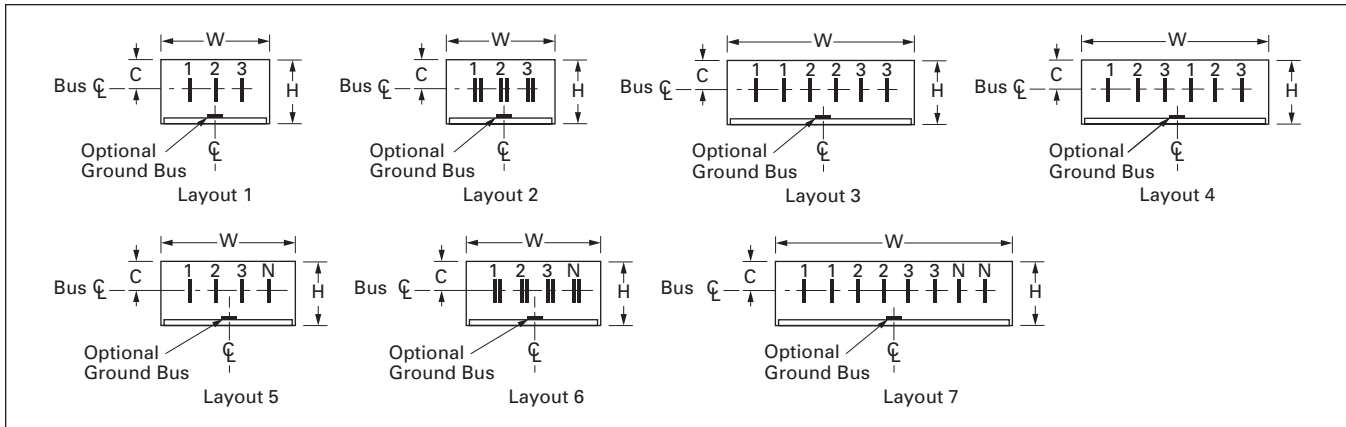 W
W
W
W
C
1 2 3
H
C
1 2 3
H
C
1 1 2 2 3 3
H
C
1 2 3 1 2 3
H
Bus ℄
Bus ℄
Bus ℄
Bus ℄
Optional
Ground Bus
℄
Optional
Ground Bus
℄
Optional
Ground Bus
℄
Optional
Ground Bus
℄
Layout 1
Layout 2
Layout 3
Layout 4
W
W
W
C
1 2 3 N
H
C
1 2 3 N
H
C
1 1 2 2 3 3 N N
H
Bus ℄
Bus ℄
Bus ℄
Optional
Ground Bus
℄
Optional
Ground Bus
℄
Optional
Ground Bus
℄
Layout 5
Layout 6
Layout 7